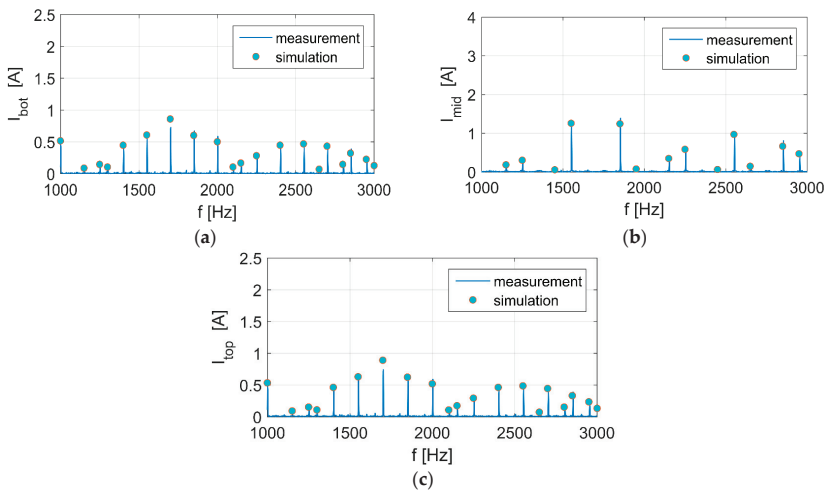 2.5
2
1.5
1
0.5
0
I_bot [A]
measurement
simulation
1000 1500 2000 2500 3000
f [Hz]
(a)
4
3
2
1
0
I_mid [A]
measurement
simulation
1000 1500 2000 2500 3000
f [Hz]
(b)
2.5
2
1.5
1
0.5
0
I_top [A]
measurement
simulation
1000 1500 2000 2500 3000
f [Hz]
(c)